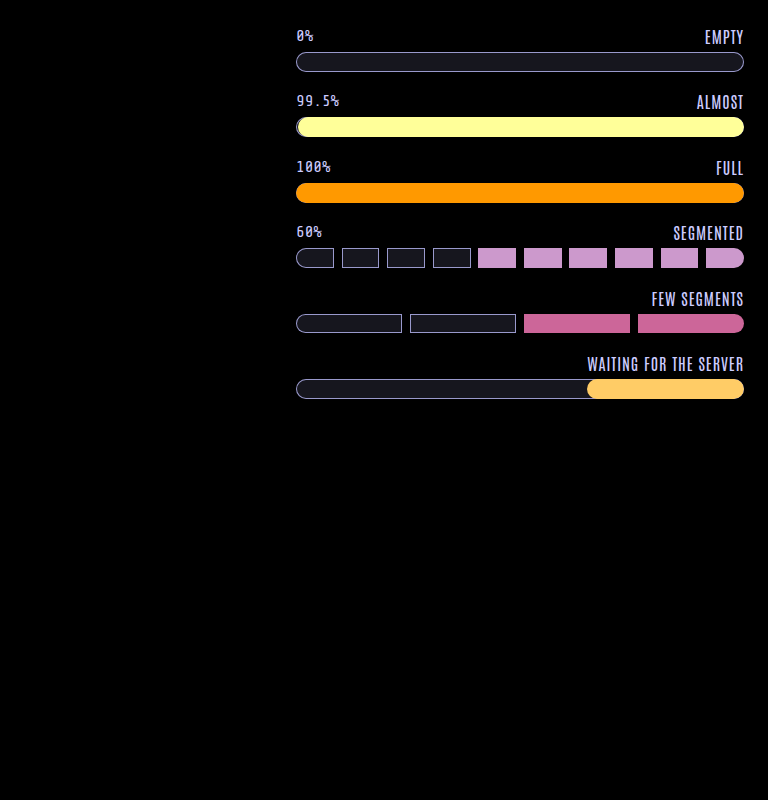 0% EMPTY
99.5% ALMOST
100% FULL
60% SEGMENTED
FEW SEGMENTS
WAITING FOR THE SERVER